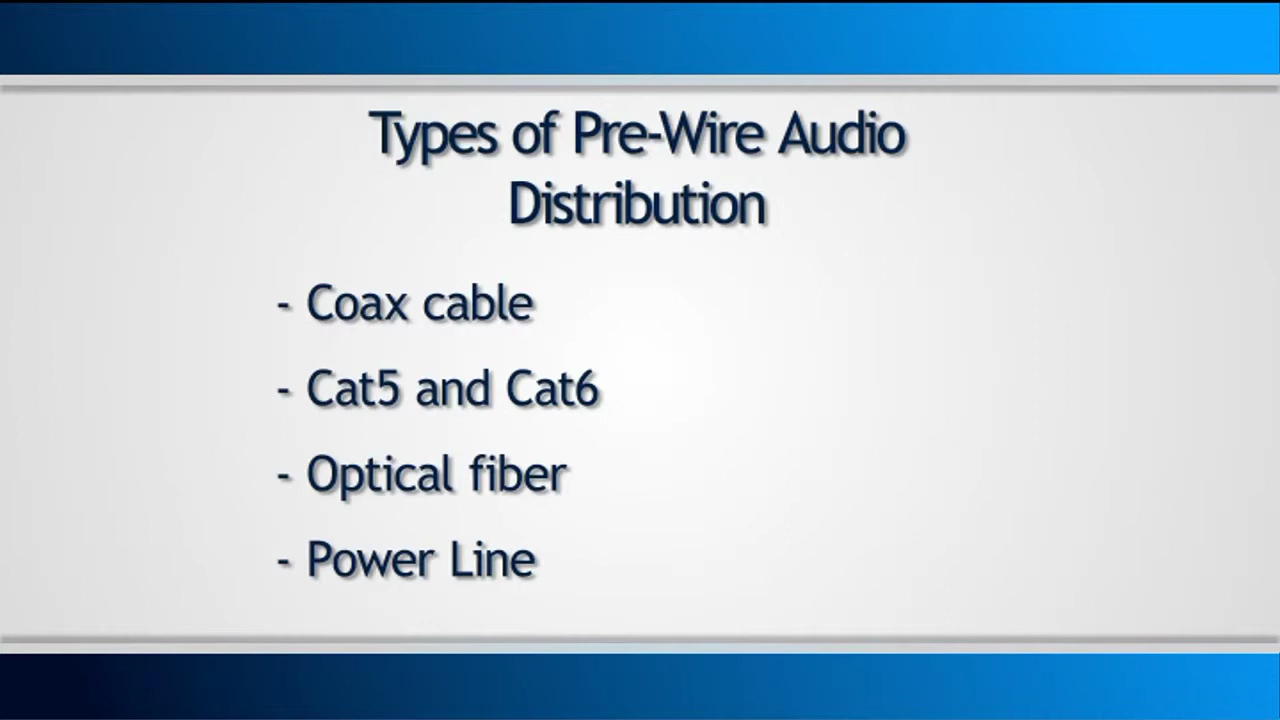 Types of Pre-Wire Audio
Distribution
- Coax cable
- Cat5 and Cat6
- Optical fiber
- Power Line